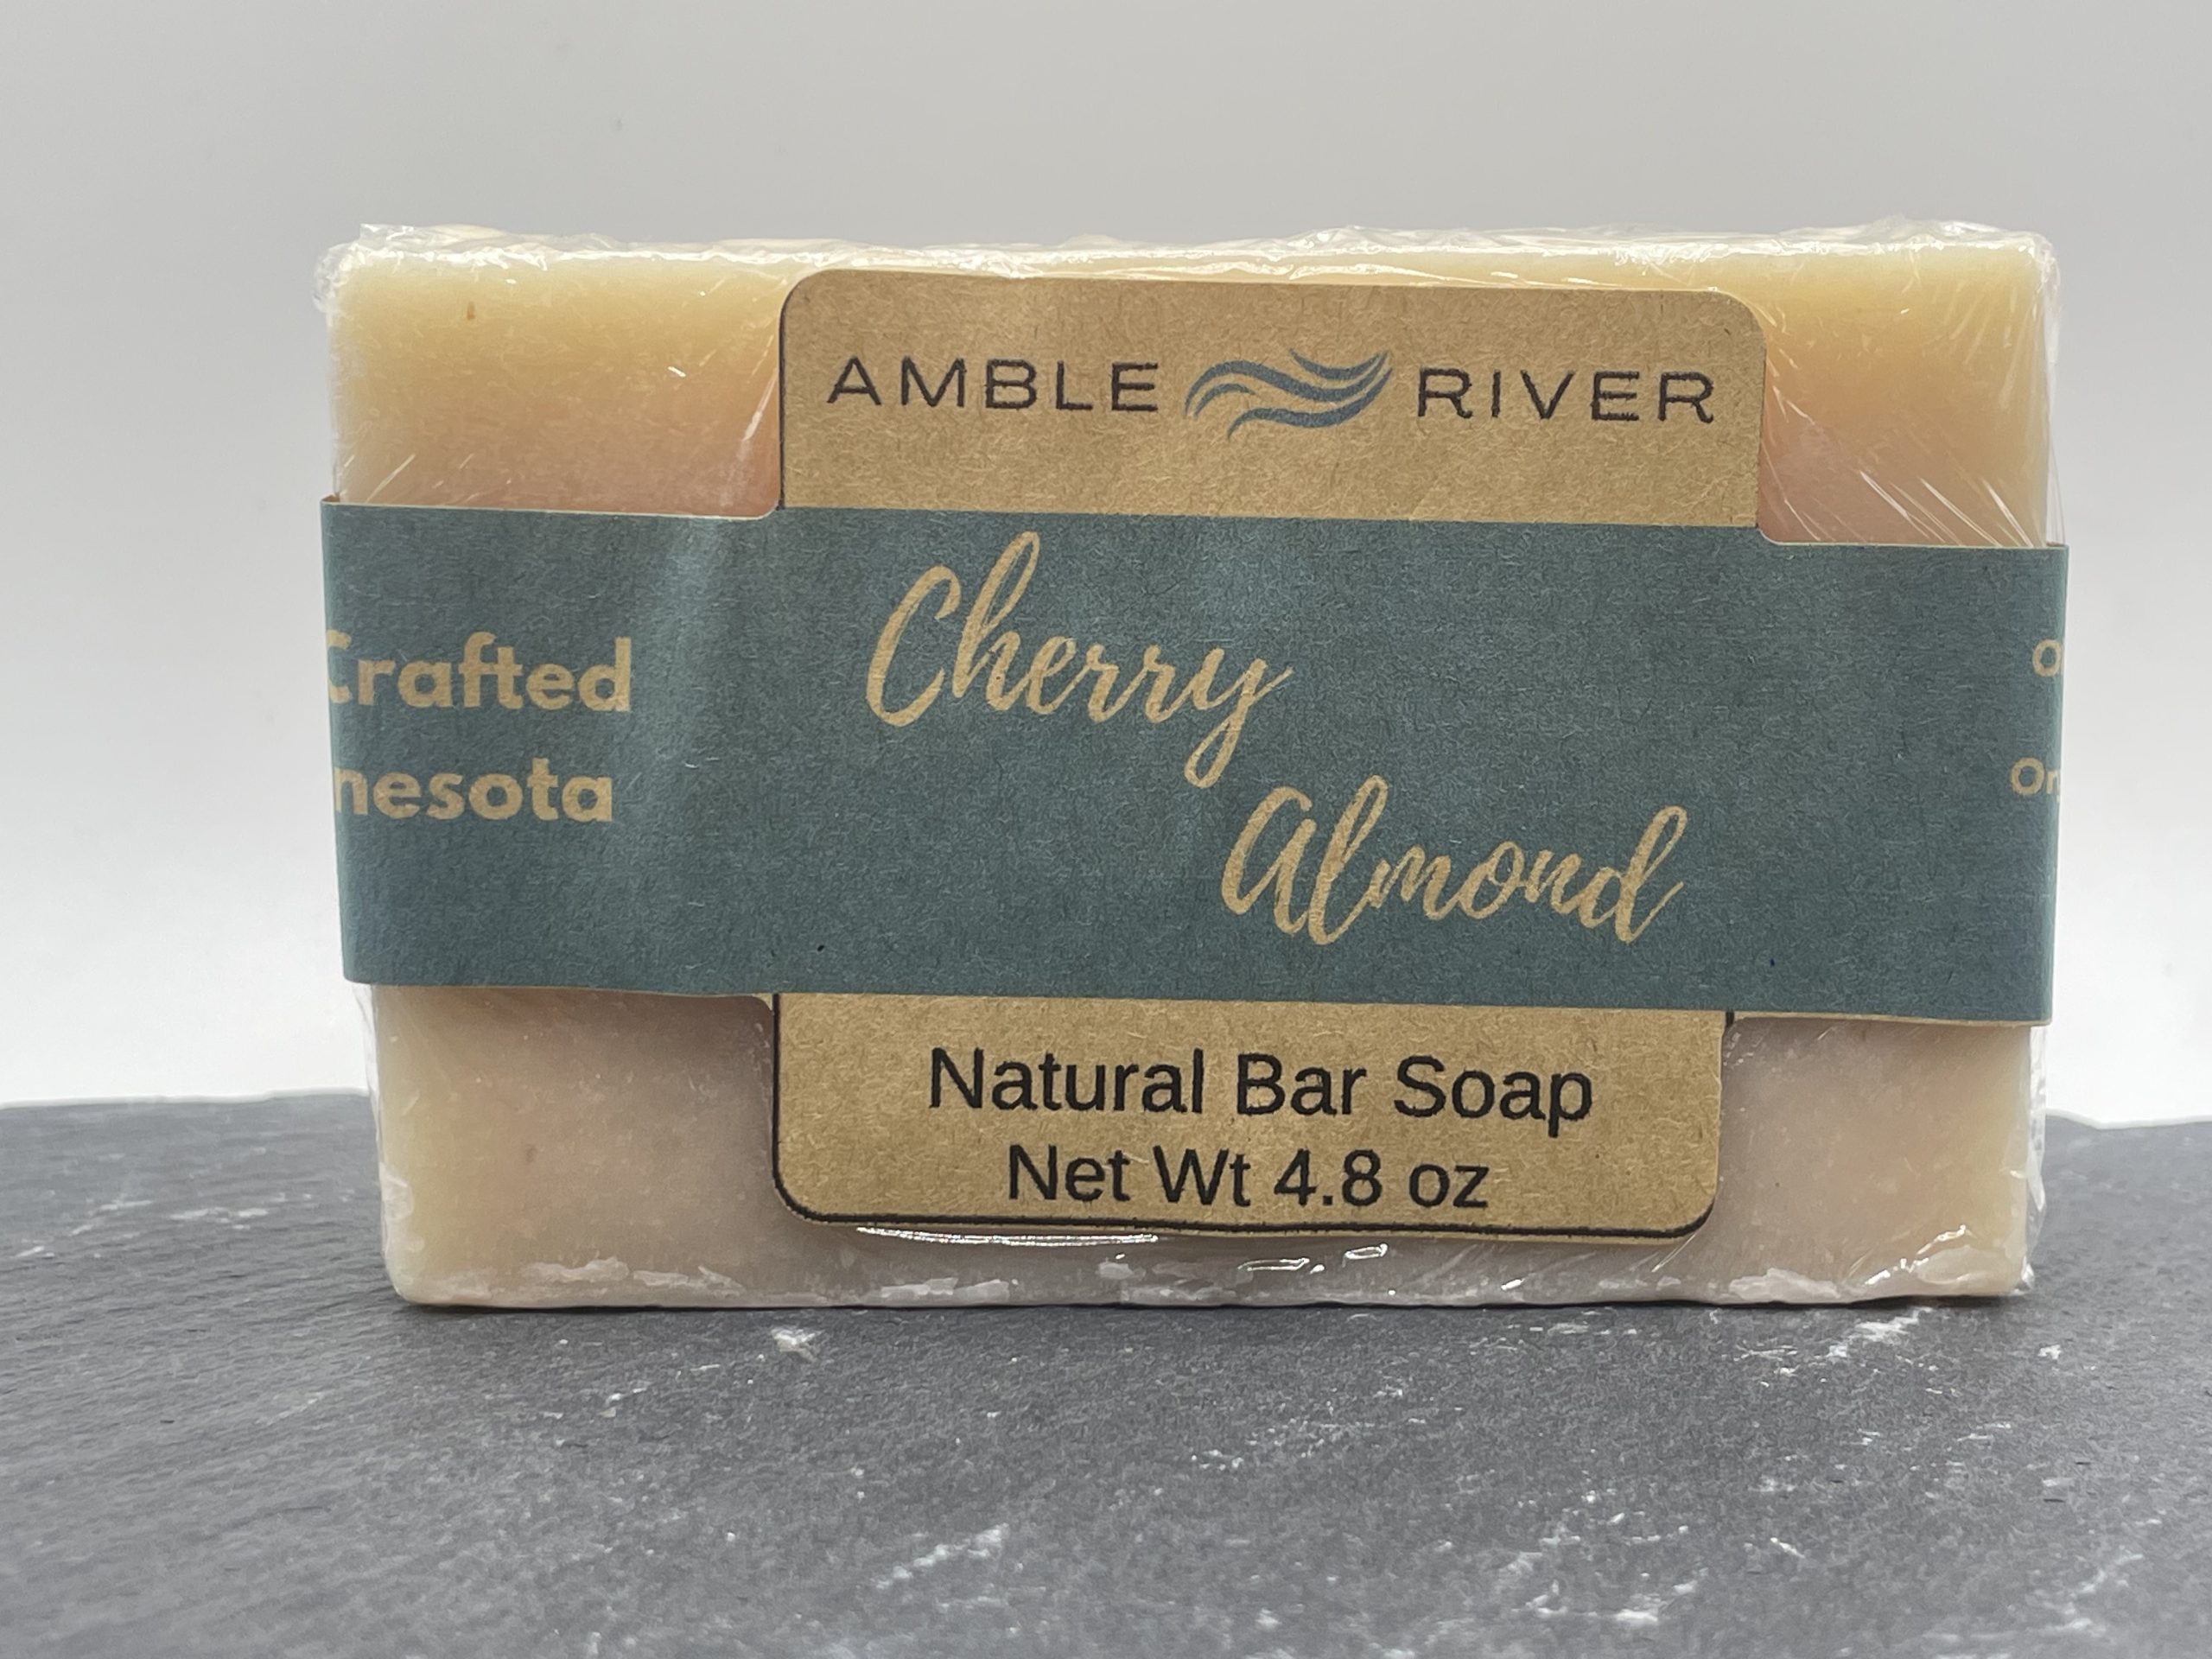 AMBLE RIVER
Crafted
nesota
Cherry
Almond
Natural Bar Soap
Net Wt 4.8 oz